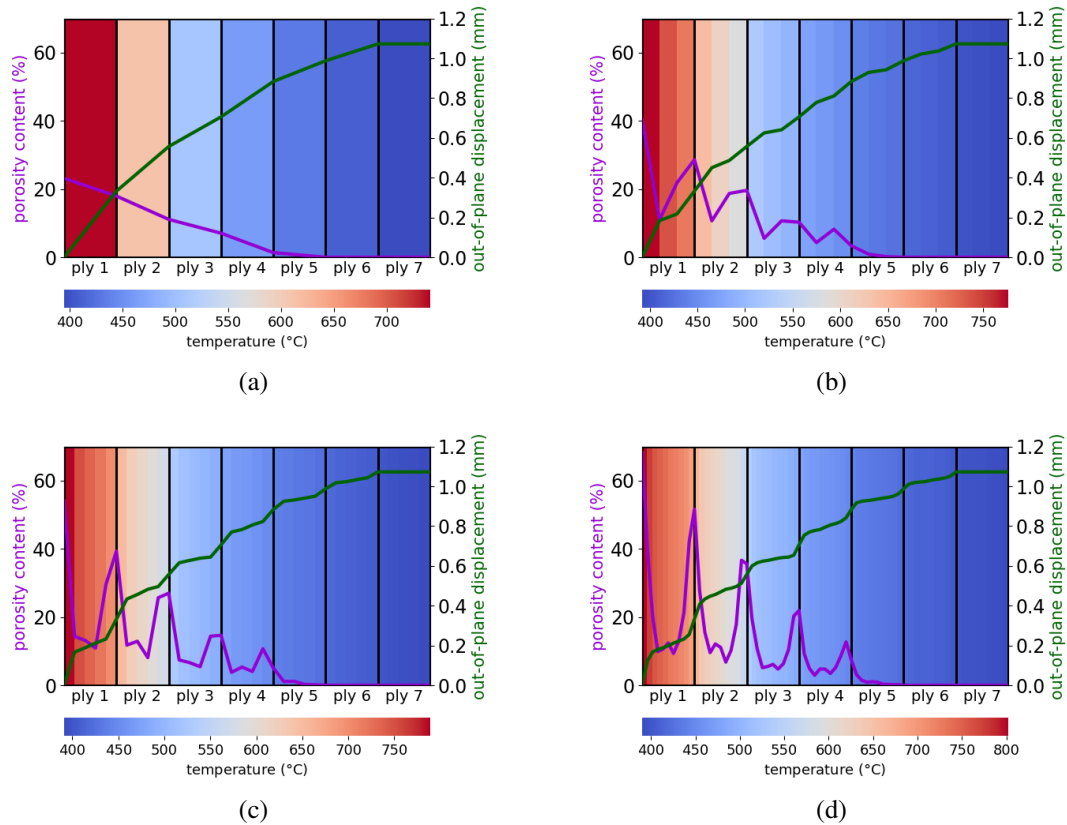 porosity content (%)
60
40
20
0
ply 1 ply 2 ply 3 ply 4 ply 5 ply 6 ply 7
1.2
1.0
0.8
0.6
0.4
0.2
0.0
out-of-plane displacement (mm)
400 450 500 550 600 650 700
temperature (°C)
(a)
porosity content (%)
60
40
20
0
ply 1 ply 2 ply 3 ply 4 ply 5 ply 6 ply 7
1.2
1.0
0.8
0.6
0.4
0.2
0.0
out-of-plane displacement (mm)
400 450 500 550 600 650 700 750
temperature (°C)
(b)
porosity content (%)
60
40
20
0
ply 1 ply 2 ply 3 ply 4 ply 5 ply 6 ply 7
1.2
1.0
0.8
0.6
0.4
0.2
0.0
out-of-plane displacement (mm)
400 450 500 550 600 650 700 750
temperature (°C)
(c)
porosity content (%)
60
40
20
0
ply 1 ply 2 ply 3 ply 4 ply 5 ply 6 ply 7
1.2
1.0
0.8
0.6
0.4
0.2
0.0
out-of-plane displacement (mm)
400 450 500 550 600 650 700 750 800
temperature (°C)
(d)